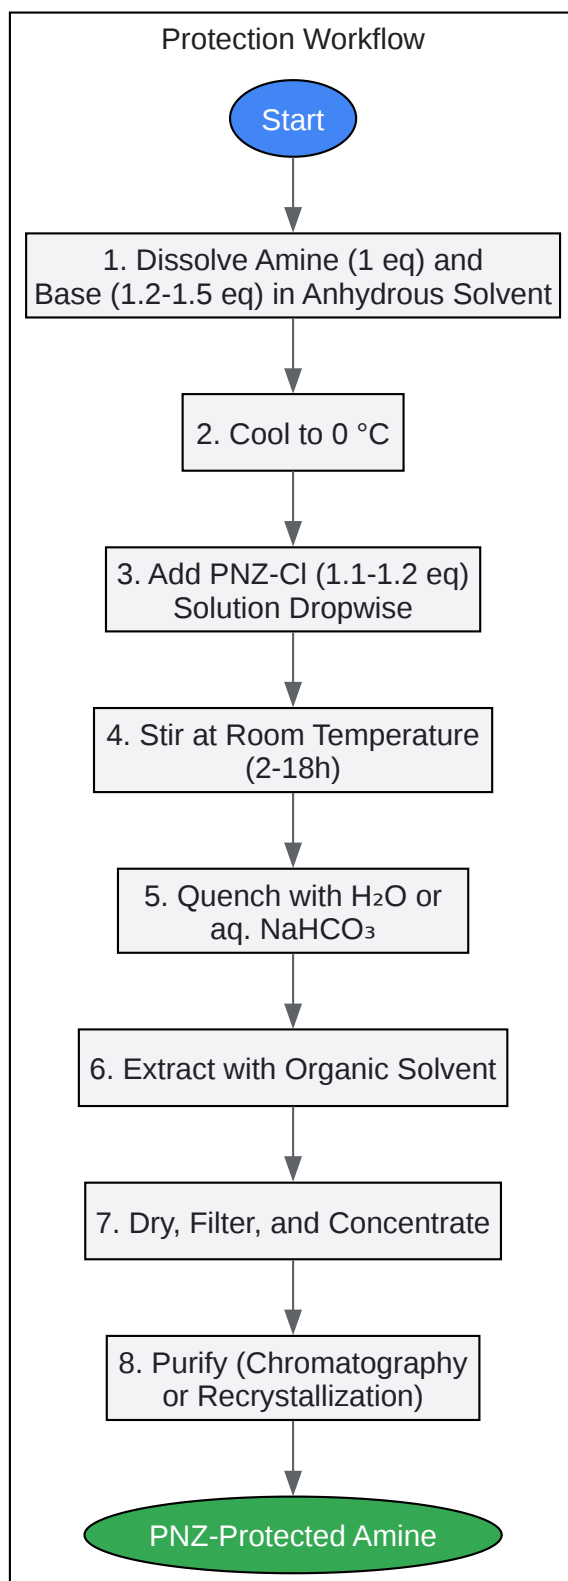 Protection Workflow
Start
1. Dissolve Amine (1 eq) and
Base (1.2-1.5 eq) in Anhydrous Solvent
2. Cool to 0 °C
3. Add PNZ-Cl (1.1-1.2 eq)
Solution Dropwise
4. Stir at Room Temperature
(2-18h)
5. Quench with H₂O or
aq. NaHCO₃
6. Extract with Organic Solvent
7. Dry, Filter, and Concentrate
8. Purify (Chromatography
or Recrystallization)
PNZ-Protected Amine